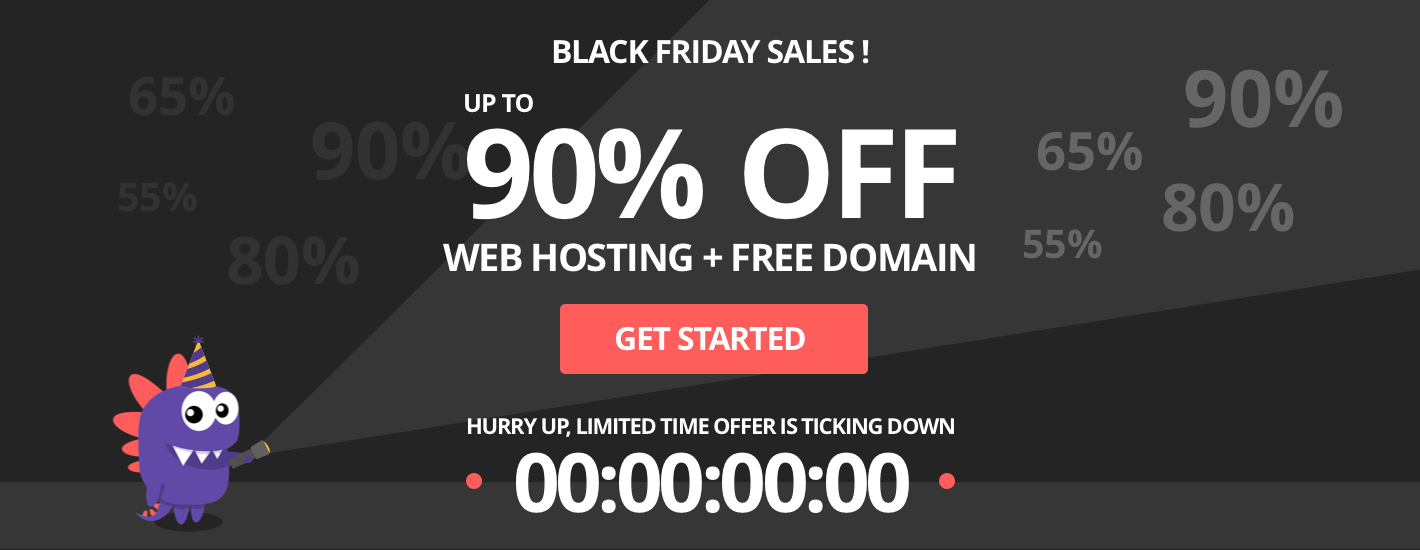 BLACK FRIDAY SALES !
UP TO
90% OFF
WEB HOSTING + FREE DOMAIN
GET STARTED
HURRY UP, LIMITED TIME OFFER IS TICKING DOWN
00:00:00:00
65%
90%
55%
80%
90%
65%
80%
55%